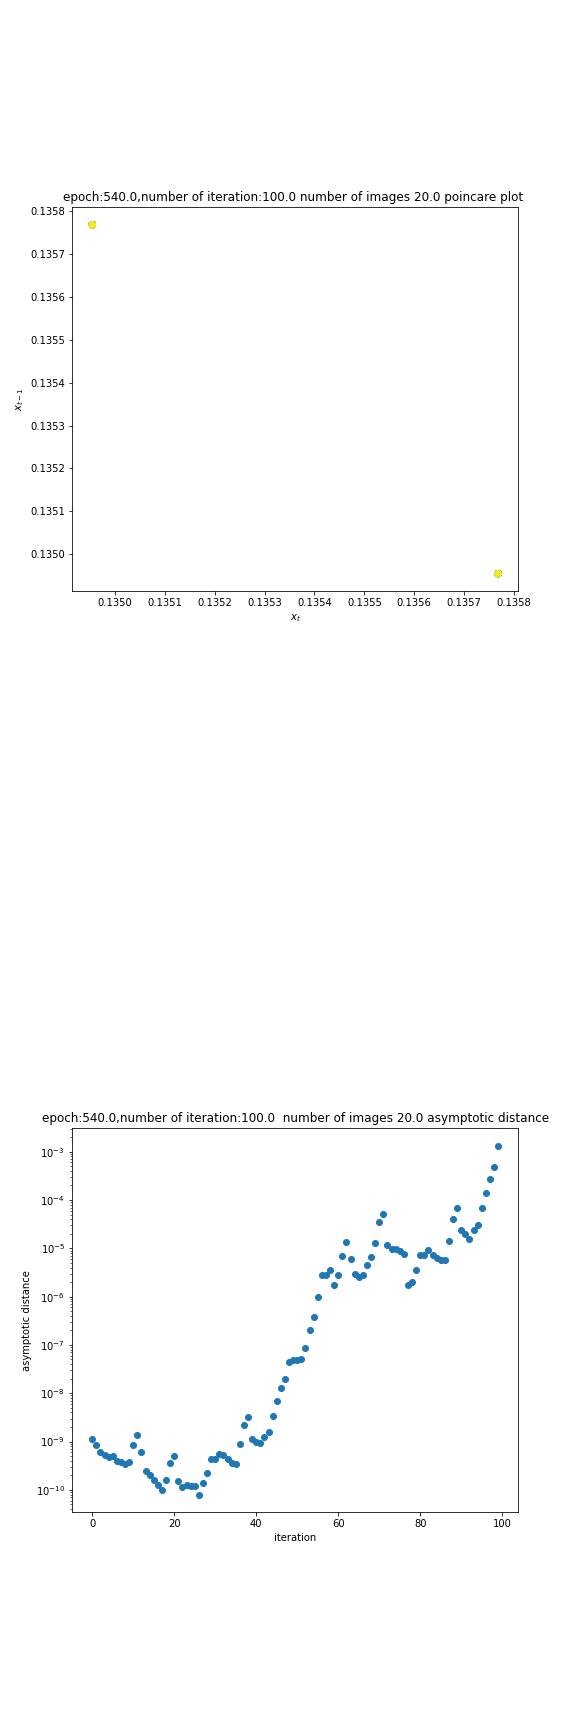 epoch:540.0,number of iteration:100.0 number of images 20.0 poincare plot
0.1358
0.1357
0.1356
0.1355
0.1354
0.1353
0.1352
0.1351
0.1350
x_{t-1}
0.1350 0.1351 0.1352 0.1353 0.1354 0.1355 0.1356 0.1357 0.1358
x_t
epoch:540.0,number of iteration:100.0  number of images 20.0 asymptotic distance
10⁻³
10⁻⁴
10⁻⁵
10⁻⁶
10⁻⁷
10⁻⁸
10⁻⁹
10⁻¹⁰
asymptotic distance
0 20 40 60 80 100
iteration